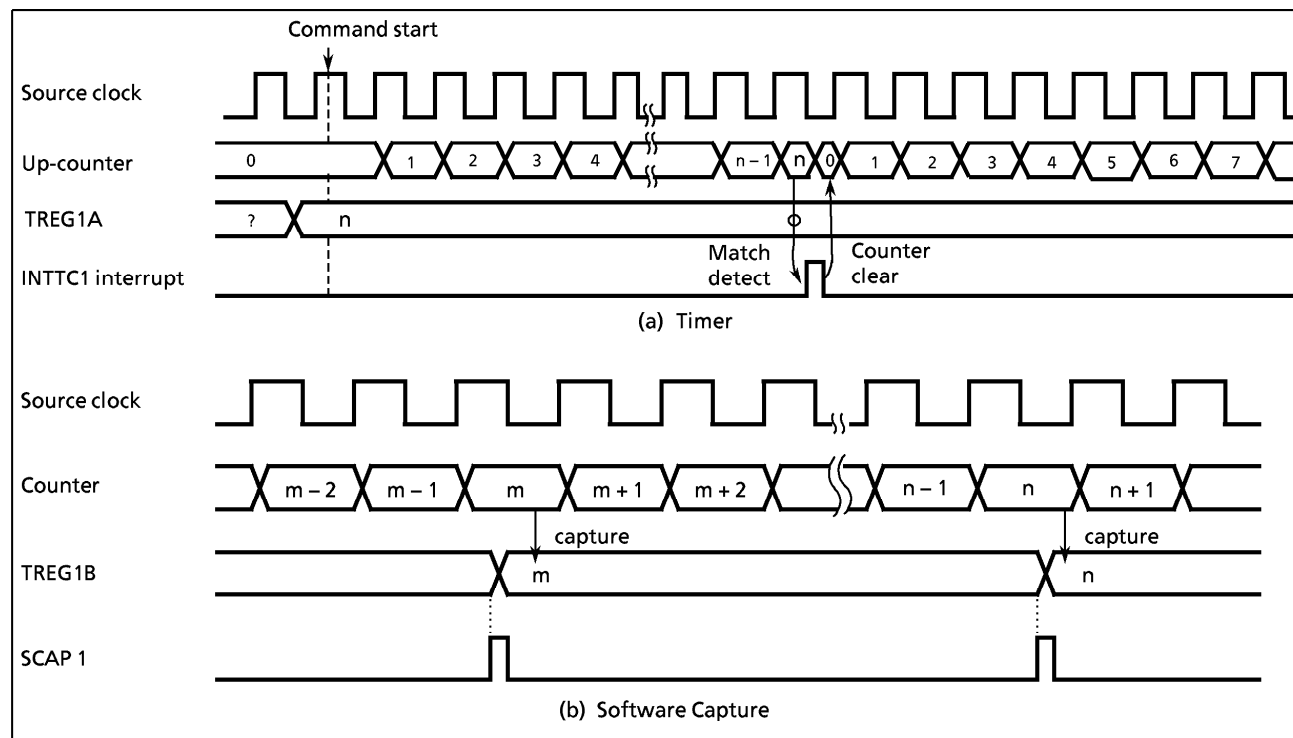 Command start
Source clock
Up-counter
0 1 2 3 4 n – 1 n 0 1 2 3 4 5 6 7
TREG1A
? n
Match detect
Counter clear
INTTC1 interrupt
(a) Timer
Source clock
Counter
m – 2 m – 1 m m + 1 m + 2 n – 1 n n + 1
capture capture
TREG1B
m n
SCAP 1
(b) Software Capture